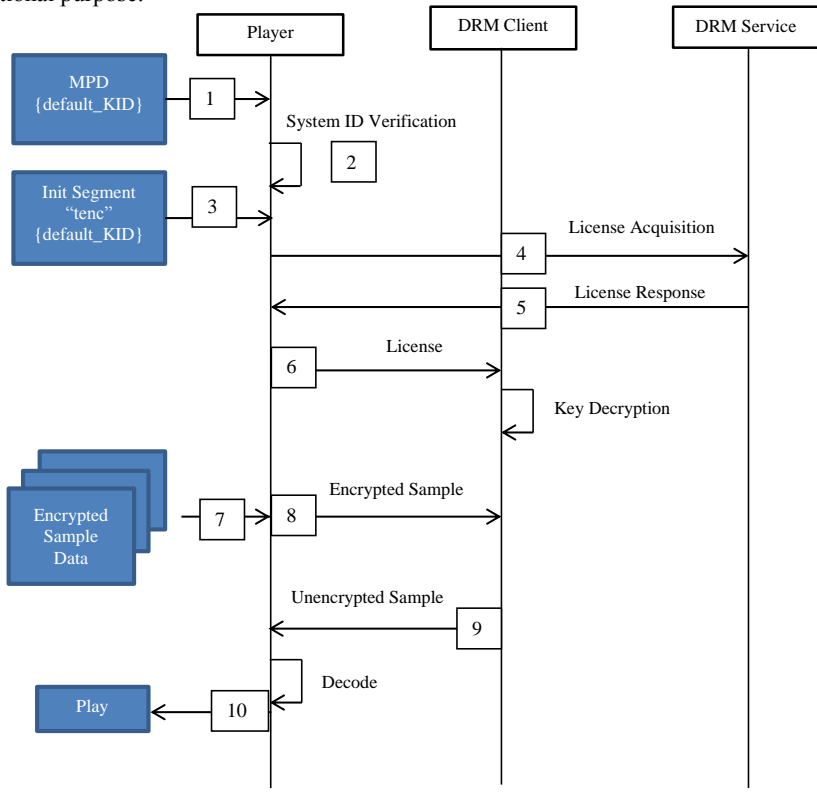 tional purpose.
Player
DRM Client
DRM Service
MPD
{default_KID}
1
System ID Verification
2
Init Segment
“tenc”
{default_KID}
3
License Acquisition
4
License Response
5
License
6
Key Decryption
Encrypted
Sample
Data
7
8
Encrypted Sample
Unencrypted Sample
9
Decode
Play
10